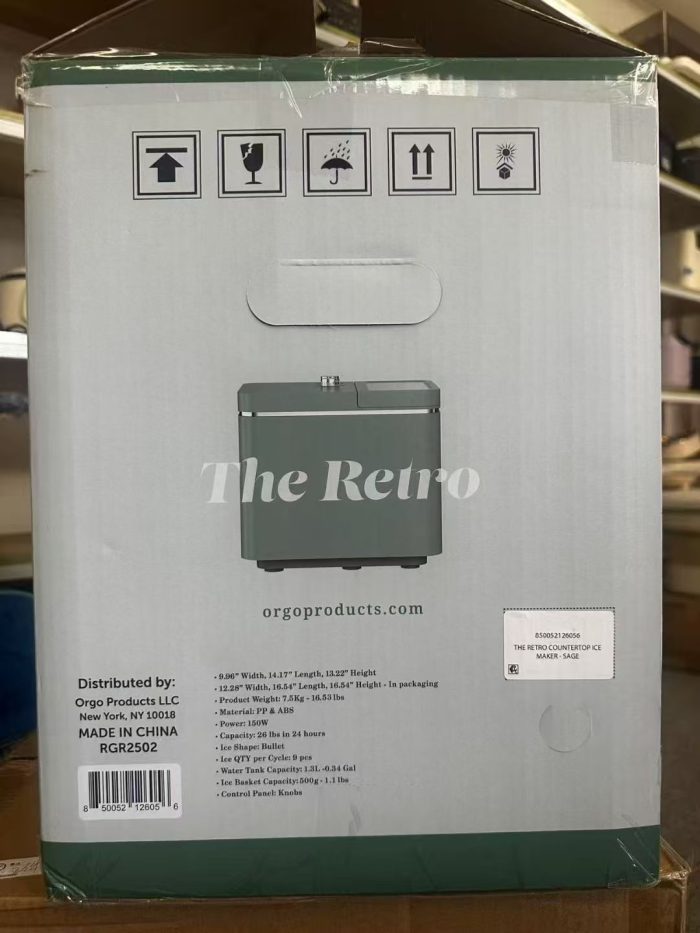 The Retro
orgoproducts.com
850052126056
THE RETRO COUNTERTOP ICE
MAKER - SAGE
Distributed by:
Orgo Products LLC
New York, NY 10018
MADE IN CHINA
RGR2502
8 50052 12605 6
• 9.96" Width, 14.17" Length, 13.22" Height
• 12.28" Width, 16.54" Length, 16.54" Height - In packaging
• Product Weight: 7.5Kg - 16.53 lbs
• Material: PP & ABS
• Power: 150W
• Capacity: 26 lbs in 24 hours
• Ice Shape: Bullet
• Ice QTY per Cycle: 9 pcs
• Water Tank Capacity: 1.3L -0.34 Gal
• Ice Basket Capacity: 500g - 1.1 lbs
• Control Panel: Knobs